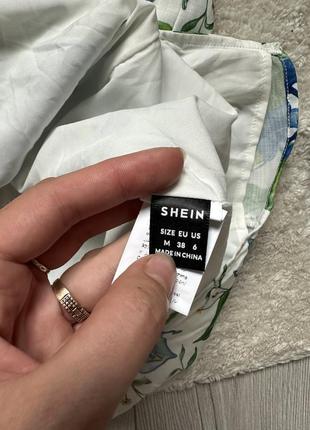 SHEIN
SIZE EU US
M 38 6
MADE IN CHINA